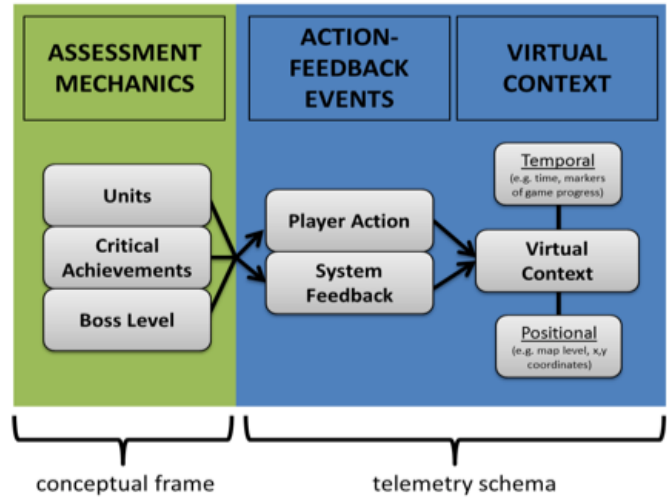 ASSESSMENT
MECHANICS
ACTION-
FEEDBACK
EVENTS
VIRTUAL
CONTEXT
Units
Critical
Achievements
Boss Level
Player Action
System
Feedback
Temporal
(e.g. time, markers
of game progress)
Virtual
Context
Positional
(e.g. map level, x,y
coordinates)
conceptual frame
telemetry schema